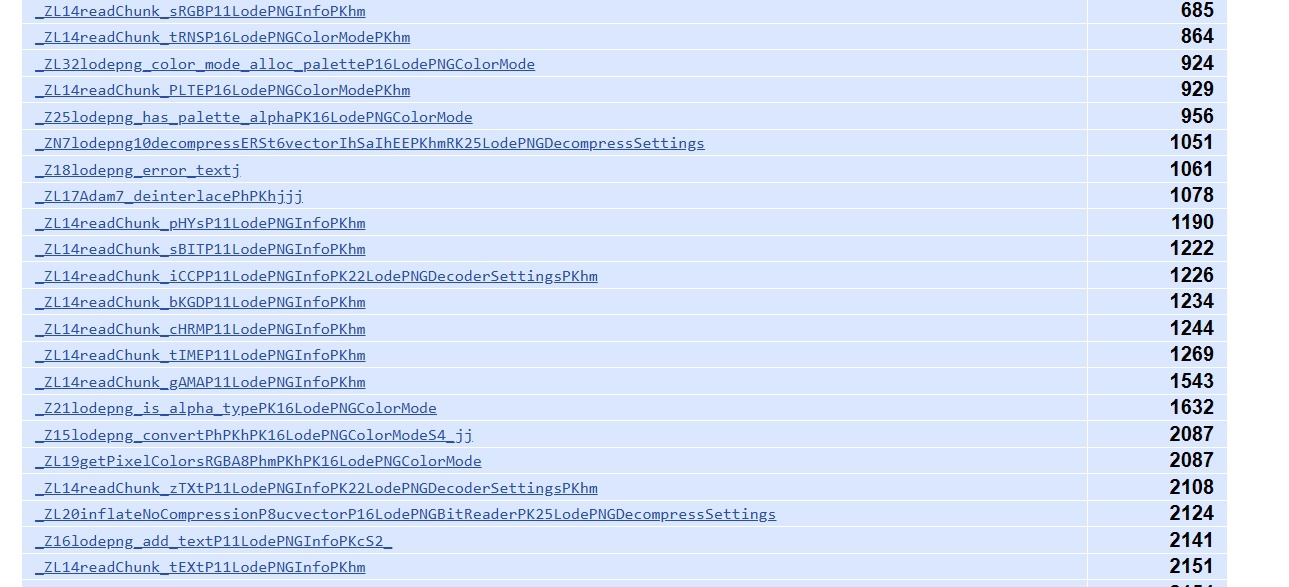 _ZL14readChunk_sRGBP11LodePNGInfoPKhm 685
_ZL14readChunk_tRNSP16LodePNGColorModePKhm 864
_ZL32lodepng_color_mode_alloc_paletteP16LodePNGColorMode 924
_ZL14readChunk_PLTEP16LodePNGColorModePKhm 929
_Z25lodepng_has_palette_alphaPK16LodePNGColorMode 956
_ZN7lodepng10decompressERSt6vectorIhSaIhEEPKhmRK25LodePNGDecompressSettings 1051
_Z18lodepng_error_textj 1061
_ZL17Adam7_deinterlacePhPKhjjj 1078
_ZL14readChunk_pHYsP11LodePNGInfoPKhm 1190
_ZL14readChunk_sBITP11LodePNGInfoPKhm 1222
_ZL14readChunk_iCCPP11LodePNGInfoPK22LodePNGDecoderSettingsPKhm 1226
_ZL14readChunk_bKGDP11LodePNGInfoPKhm 1234
_ZL14readChunk_cHRMP11LodePNGInfoPKhm 1244
_ZL14readChunk_tIMEP11LodePNGInfoPKhm 1269
_ZL14readChunk_gAMAP11LodePNGInfoPKhm 1543
_Z21lodepng_is_alpha_typePK16LodePNGColorMode 1632
_Z15lodepng_convertPhPKhPK16LodePNGColorModeS4_jj 2087
_ZL19getPixelColorsRGBA8PhmPKhPK16LodePNGColorMode 2087
_ZL14readChunk_zTXtP11LodePNGInfoPK22LodePNGDecoderSettingsPKhm 2108
_ZL20inflateNoCompressionP8ucvectorP16LodePNGBitReaderPK25LodePNGDecompressSettings 2124
_Z16lodepng_add_textP11LodePNGInfoPKcS2_ 2141
_ZL14readChunk_tEXtP11LodePNGInfoPKhm 2151